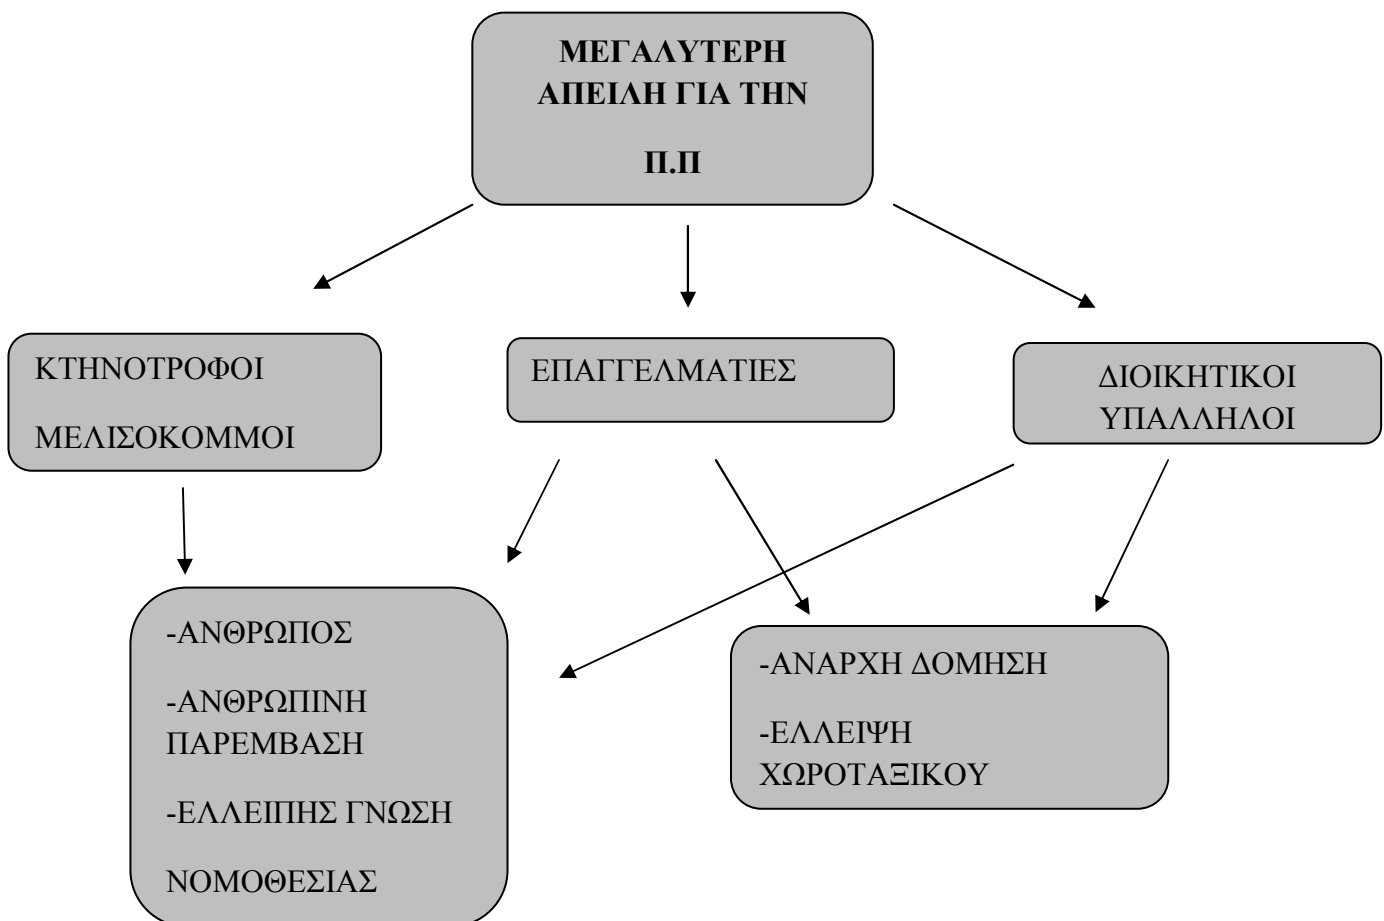 ΜΕΓΑΛΥΤΕΡΗ
ΑΠΕΙΛΗ ΓΙΑ ΤΗΝ
Π.Π
ΚΤΗΝΟΤΡΟΦΟΙ
ΜΕΛΙΣΟΚΟΜΜΟΙ
ΕΠΑΓΓΕΛΜΑΤΙΕΣ
ΔΙΟΙΚΗΤΙΚΟΙ
ΥΠΑΛΛΗΛΟΙ
-ΑΝΘΡΩΠΟΣ
-ΑΝΘΡΩΠΙΝΗ
ΠΑΡΕΜΒΑΣΗ
-ΕΛΛΕΙΠΗΣ ΓΝΩΣΗ
ΝΟΜΟΘΕΣΙΑΣ
-ΑΝΑΡΧΗ ΔΟΜΗΣΗ
-ΕΛΛΕΙΨΗ
ΧΩΡΟΤΑΞΙΚΟΥ